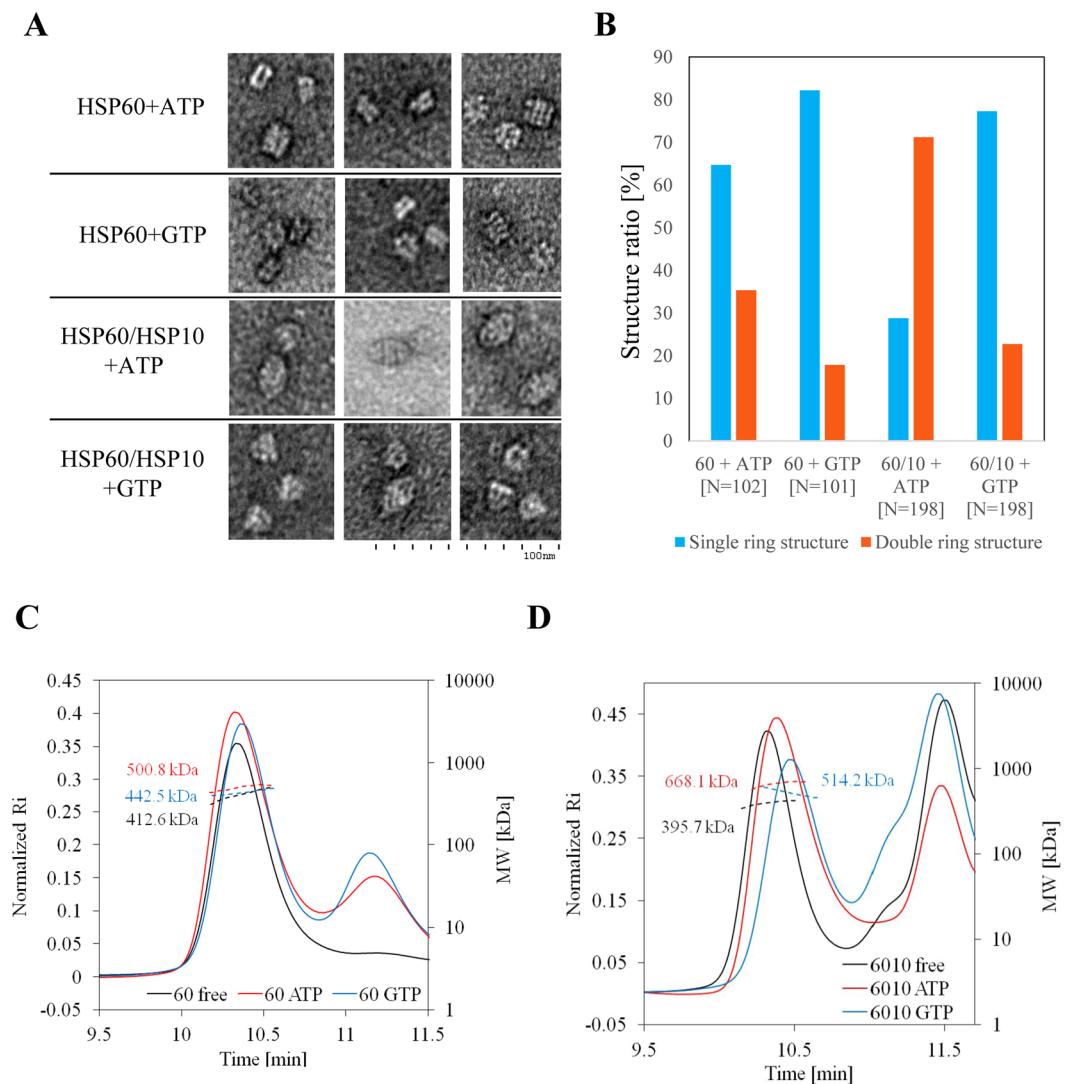 A
HSP60+ATP
HSP60+GTP
HSP60/HSP10
+ATP
HSP60/HSP10
+GTP
100nm
B
Structure ratio [%]
90
80
70
60
50
40
30
20
10
0
60 + ATP
[N=102]
60 + GTP
[N=101]
60/10 +
ATP
[N=198]
60/10 +
GTP
[N=198]
Single ring structure
Double ring structure
C
Normalized Ri
0.45
0.4
0.35
0.3
0.25
0.2
0.15
0.1
0.05
0
-0.05
500.8 kDa
442.5 kDa
412.6 kDa
60 free
60 ATP
60 GTP
9.5
10
10.5
11
11.5
Time [min]
10000
1000
100
10
1
MW [kDa]
D
Normalized Ri
0.45
0.35
0.25
0.15
0.05
-0.05
668.1 kDa
514.2 kDa
395.7 kDa
6010 free
6010 ATP
6010 GTP
9.5
10.5
11.5
Time [min]
10000
1000
100
10
1
MW [kDa]